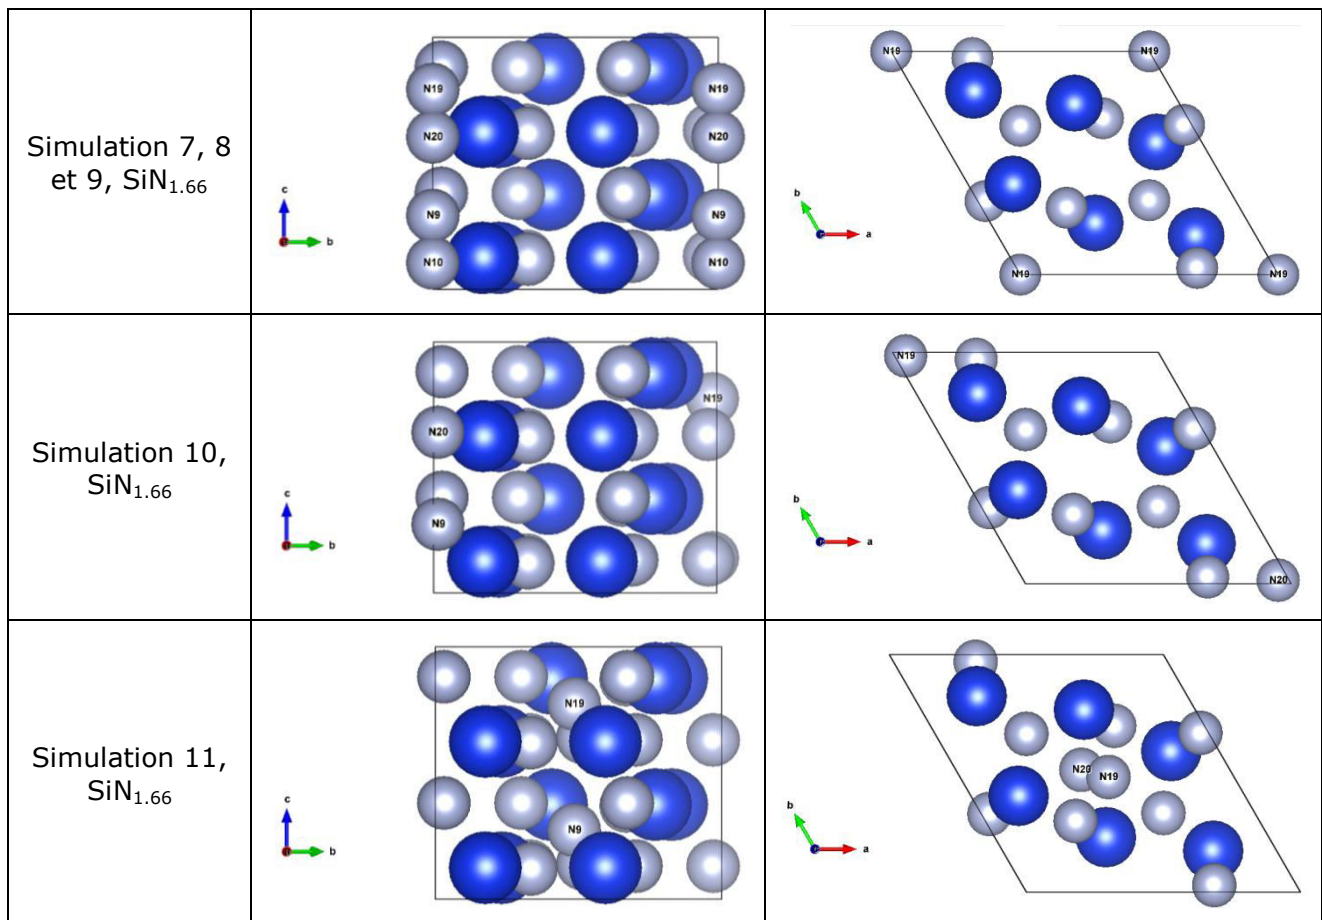 Simulation 7, 8
et 9, SiN1.66
c
b
N19
N19
N20
N20
N9
N9
N10
N10
b
a
N19
N19
N19
N19
Simulation 10,
SiN1.66
c
b
N19
N20
N9
b
a
N19
N20
Simulation 11,
SiN1.66
c
b
N19
N9
b
a
N20
N19